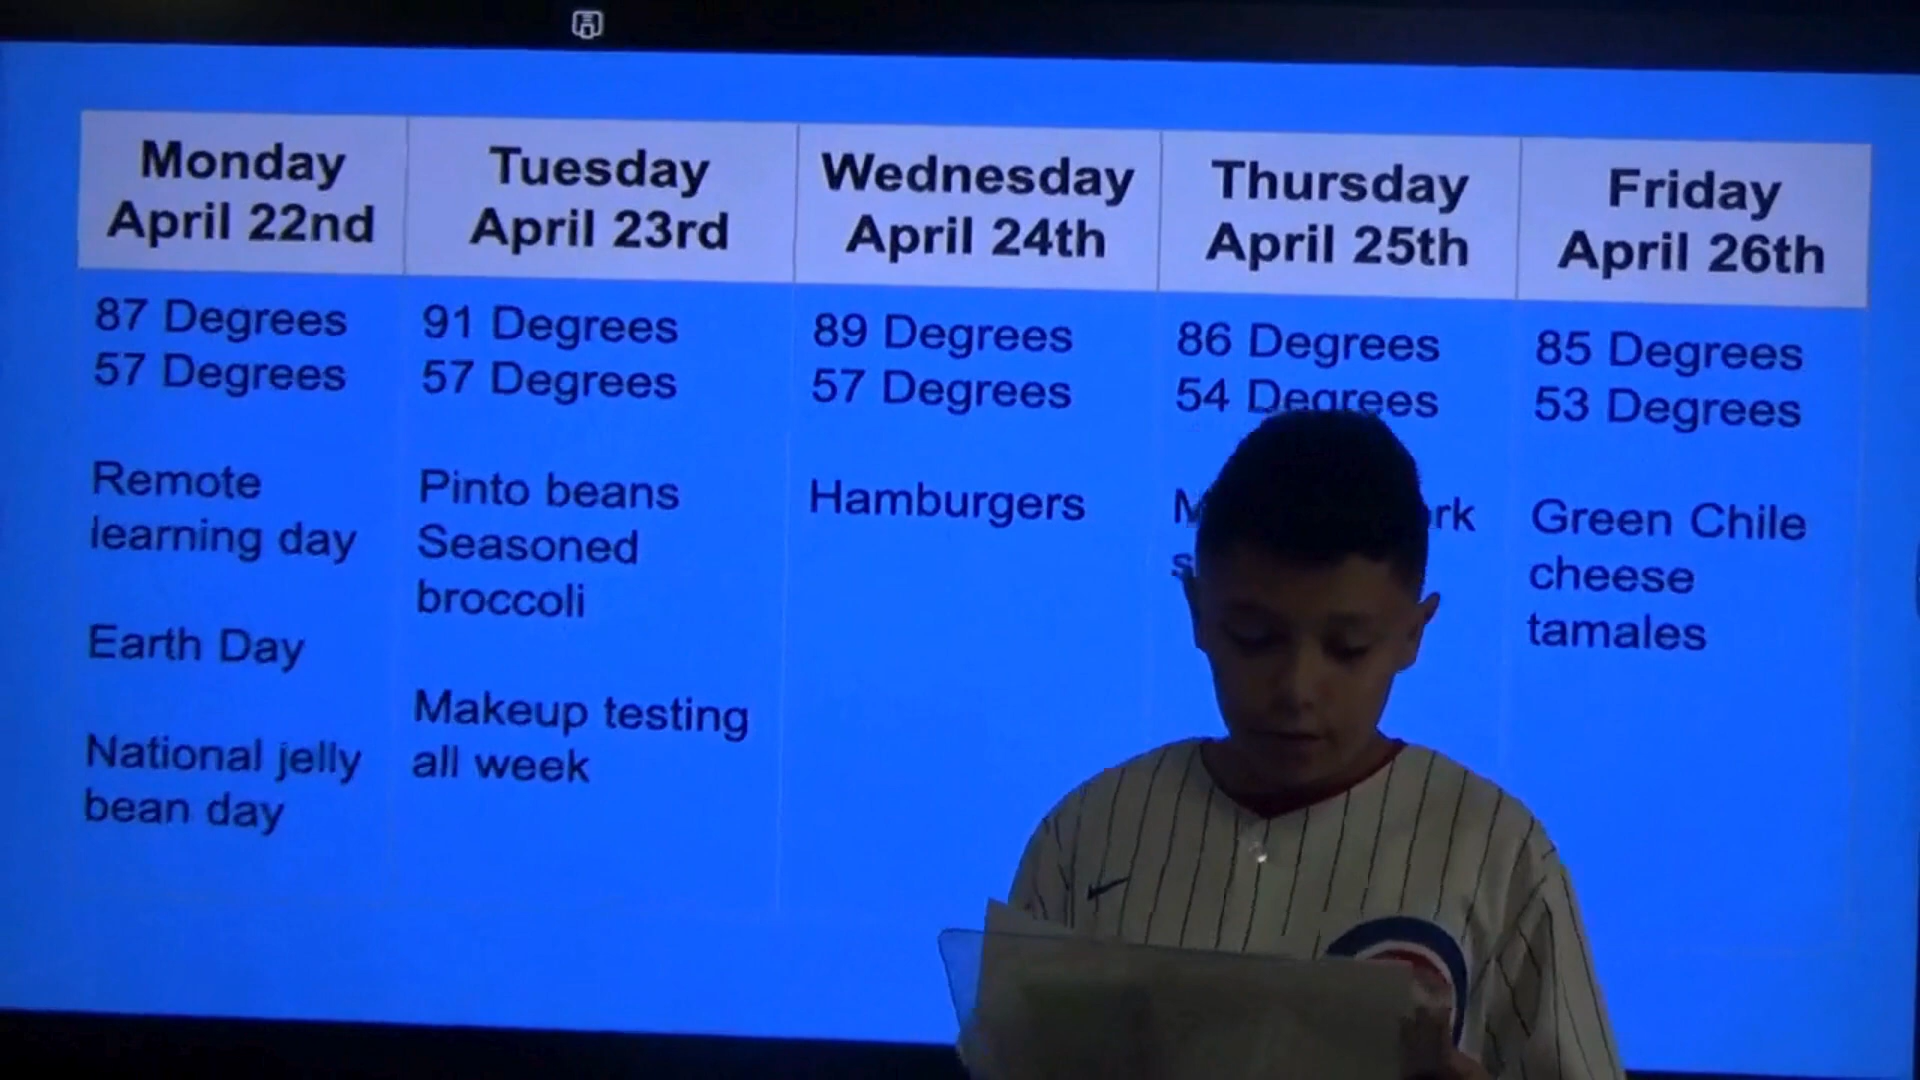 Monday
April 22nd
87 Degrees
57 Degrees
Remote
learning day
Earth Day
National jelly
bean day
Tuesday
April 23rd
91 Degrees
57 Degrees
Pinto beans
Seasoned
broccoli
Makeup testing
all week
Wednesday
April 24th
89 Degrees
57 Degrees
Hamburgers
Thursday
April 25th
86 Degrees
54 Degrees
Friday
April 26th
85 Degrees
53 Degrees
Green Chile
cheese
tamales